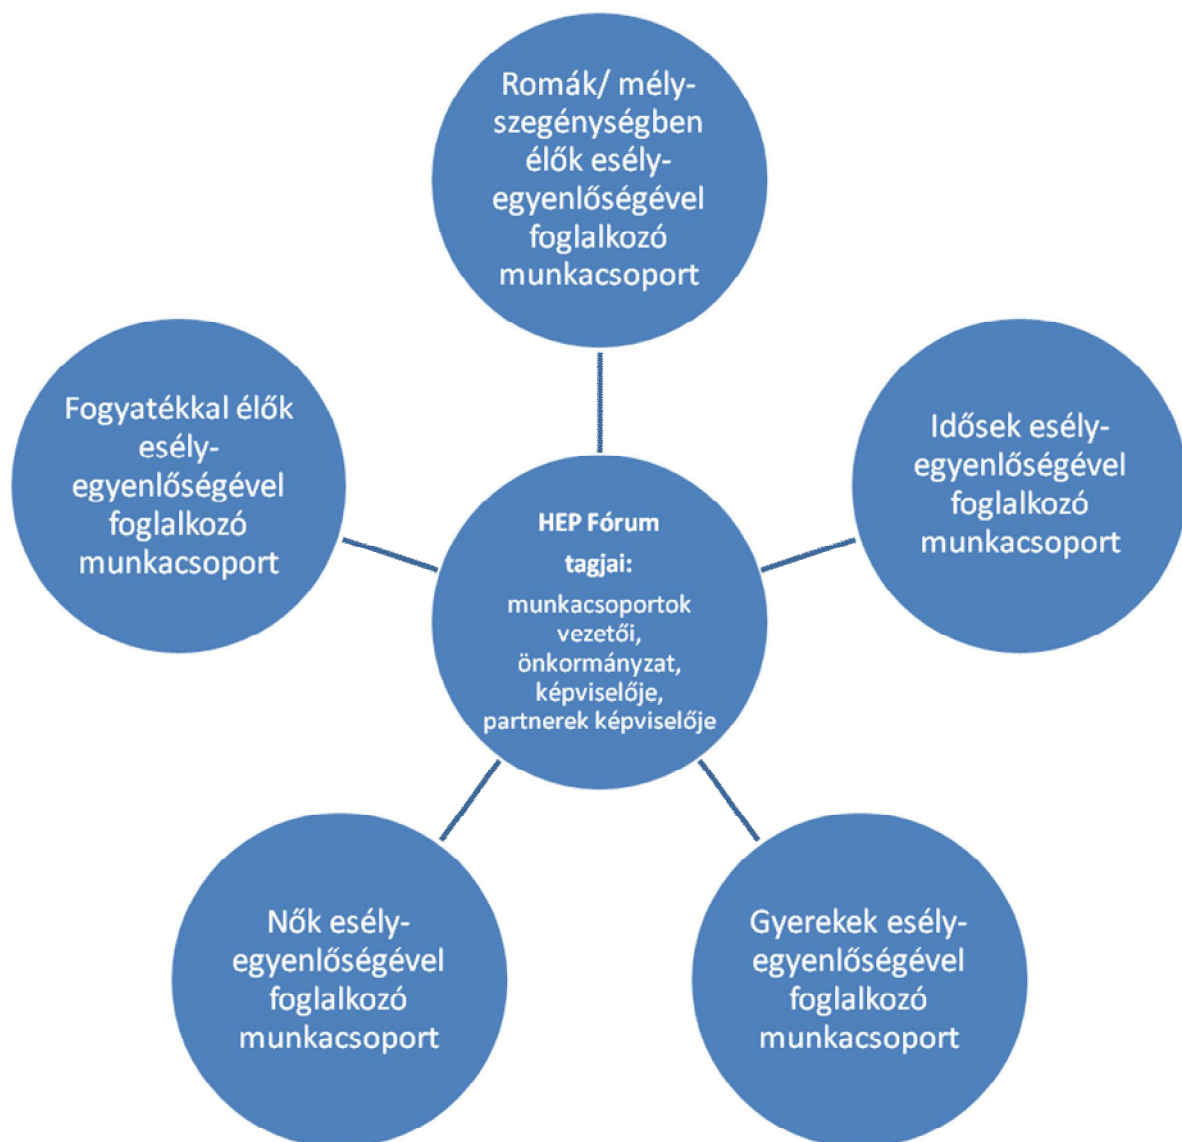 Romák/ mély-
szegénységben
élők esély-
egyenlőségével
foglalkozó
munkacsoport
Fogyatékkal élők
esély-
egyenlőségével
foglalkozó
munkacsoport
Idősek esély-
egyenlőségével
foglalkozó
munkacsoport
HEP Fórum
tagjai:
munkacsoportok
vezetői,
önkormányzat,
képviselője,
partnerek képviselője
Nők esély-
egyenlőségével
foglalkozó
munkacsoport
Gyerekek esély-
egyenlőségével
foglalkozó
munkacsoport